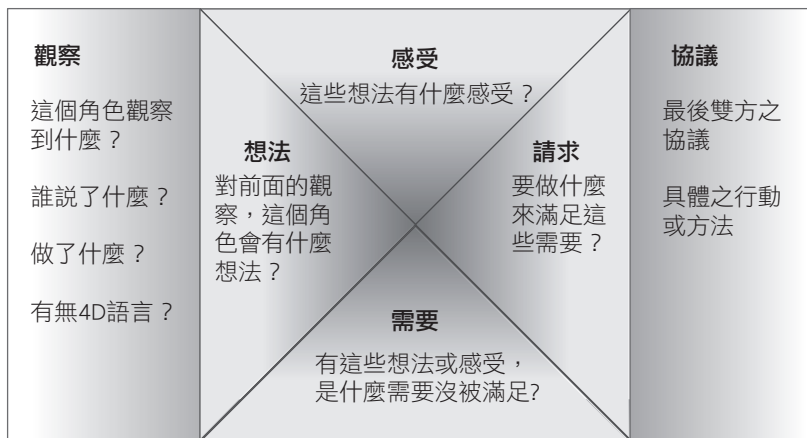 觀察
這個角色觀察
到什麼？
誰說了什麼？
做了什麼？
有無4D語言？
想法
對前面的觀
察，這個角
色會有什麼
想法？
感受
這些想法有什麼感受？
需要
有這些想法或感受，
是什麼需要沒被滿足?
請求
要做什麼
來滿足這
些需要？
協議
最後雙方之
協議
具體之行動
或方法